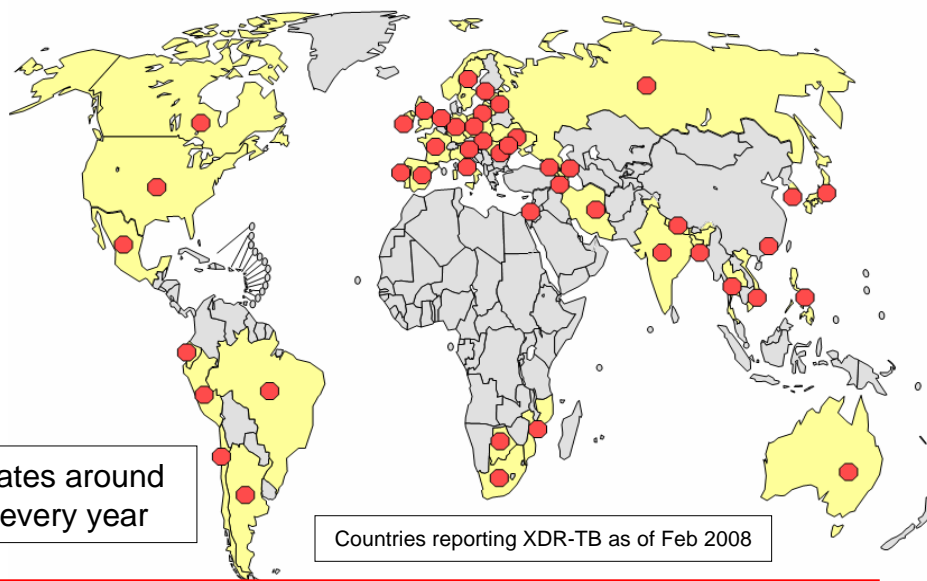 ates around
every year
Countries reporting XDR-TB as of Feb 2008